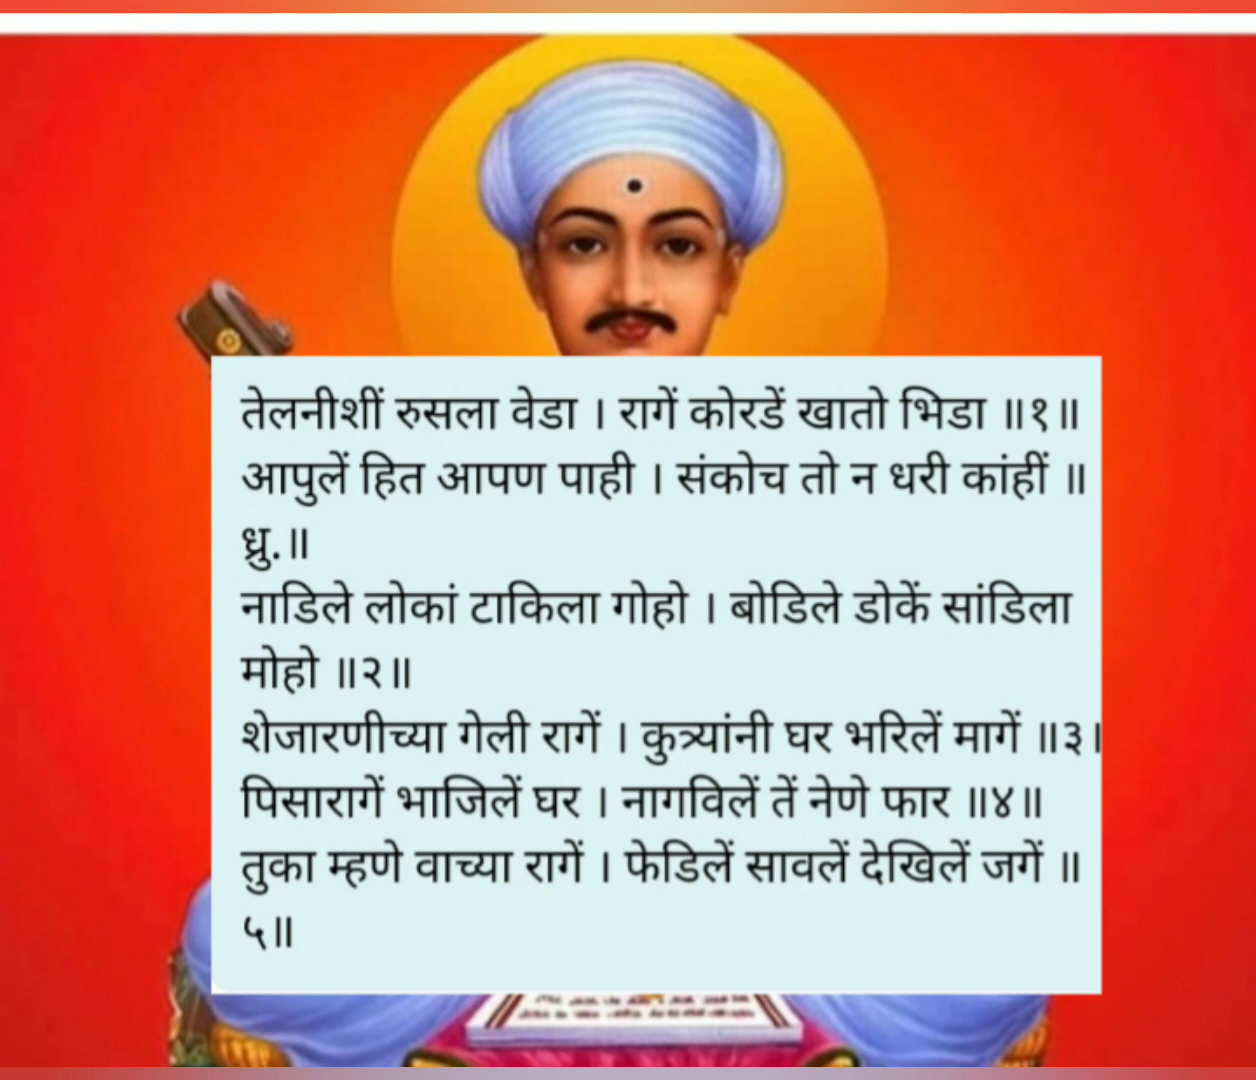 तेलनीशीं रुसला वेडा । रागें कोरडें खातो भिडा ॥१॥
आपुलें हित आपण पाही । संकोच तो न धरी कांहीं ॥
ध्रु.॥
नाडिले लोकां टाकिला गोहो । बोडिले डोकें सांडिला
मोहो ॥२॥
शेजारणीच्या गेली रागें । कुत्र्यांनी घर भरिलें मागें ॥३।
पिसारागें भाजिलें घर । नागविलें तें नेणे फार ॥४॥
तुका म्हणे वाच्या रागें । फेडिलें सावलें देखिलें जगें ॥
५॥